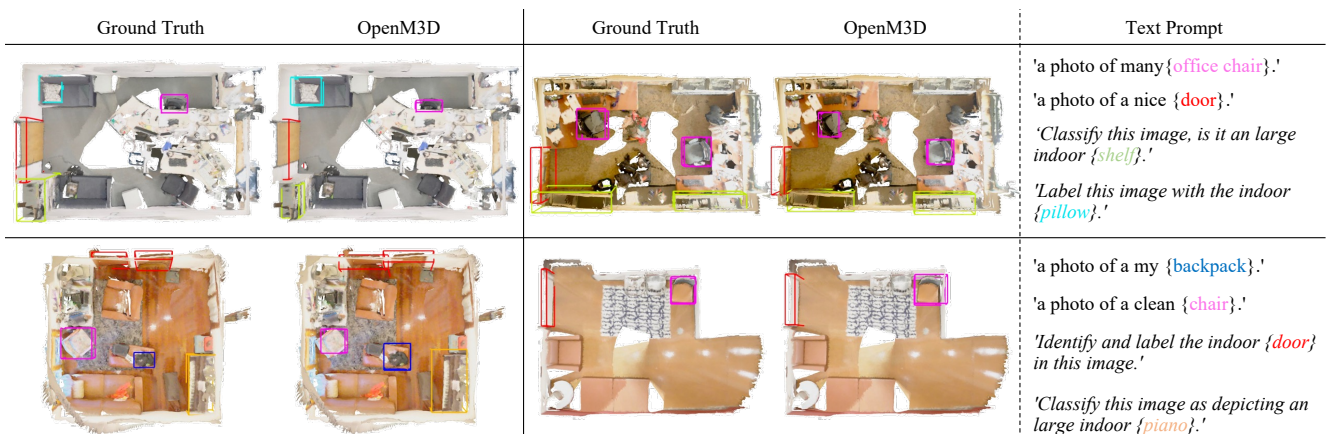 Ground Truth
OpenM3D
Ground Truth
OpenM3D
Text Prompt
'a photo of many{office chair}.'
'a photo of a nice {door}.'
‘Classify this image, is it an large
indoor {shelf}.'
'Label this image with the indoor
{pillow}.'
'a photo of a my {backpack}.'
'a photo of a clean {chair}.'
'Identify and label the indoor {door}
in this image.'
'Classify this image as depicting an
large indoor {piano}.'